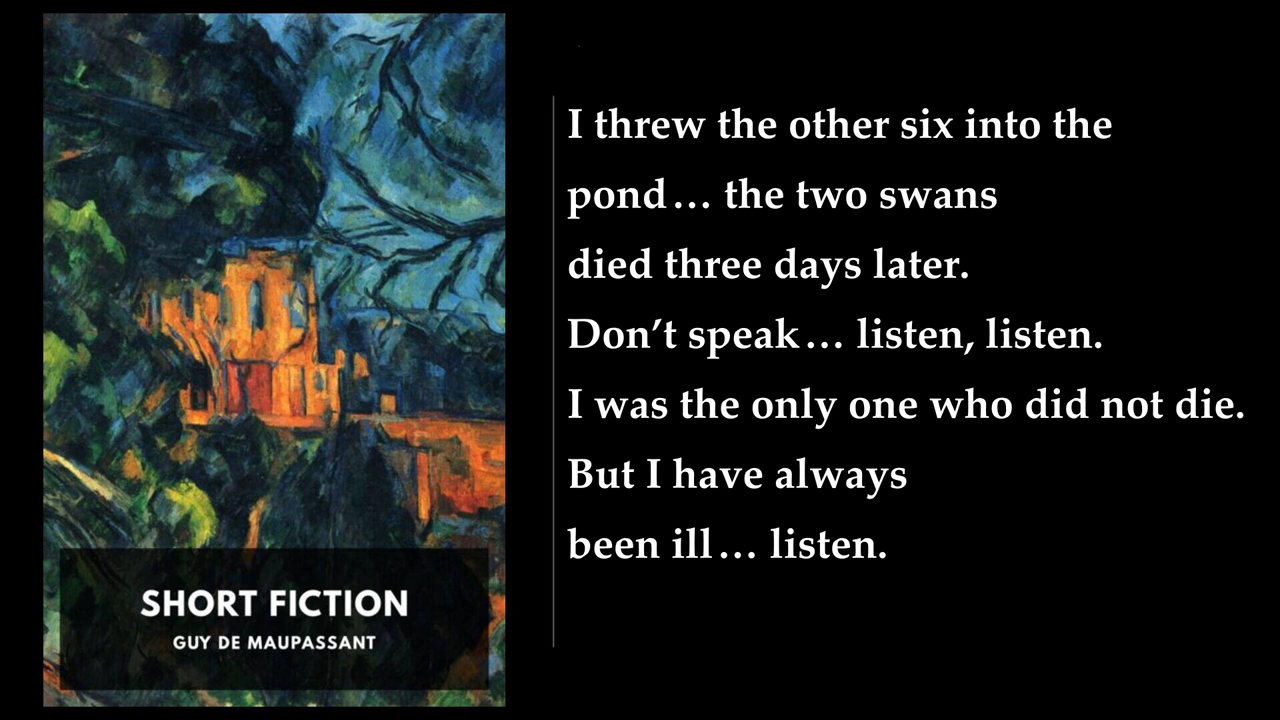 I threw the other six into the
pond… the two swans
died three days later.
Don’t speak… listen, listen.
I was the only one who did not die.
But I have always
been ill… listen.
SHORT FICTION
GUY DE MAUPASSANT